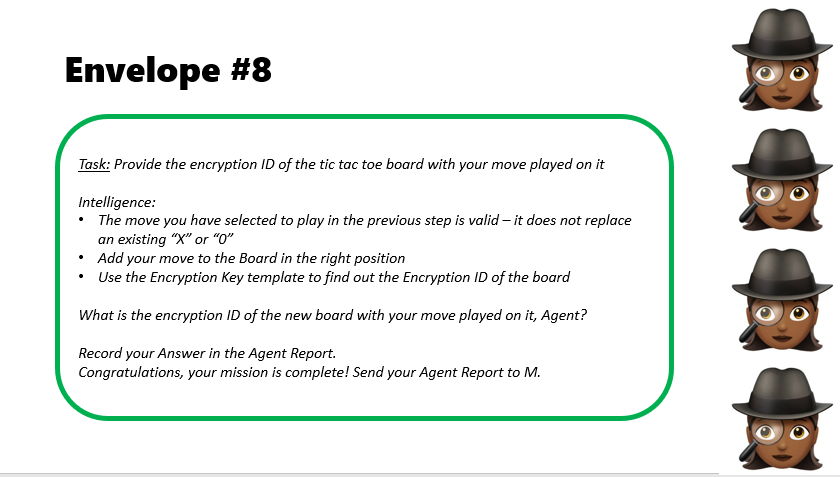 Envelope #8
Task: Provide the encryption ID of the tic tac toe board with your move played on it
Intelligence:
• The move you have selected to play in the previous step is valid – it does not replace
an existing “X” or “0”
• Add your move to the Board in the right position
• Use the Encryption Key template to find out the Encryption ID of the board
What is the encryption ID of the new board with your move played on it, Agent?
Record your Answer in the Agent Report.
Congratulations, your mission is complete! Send your Agent Report to M.